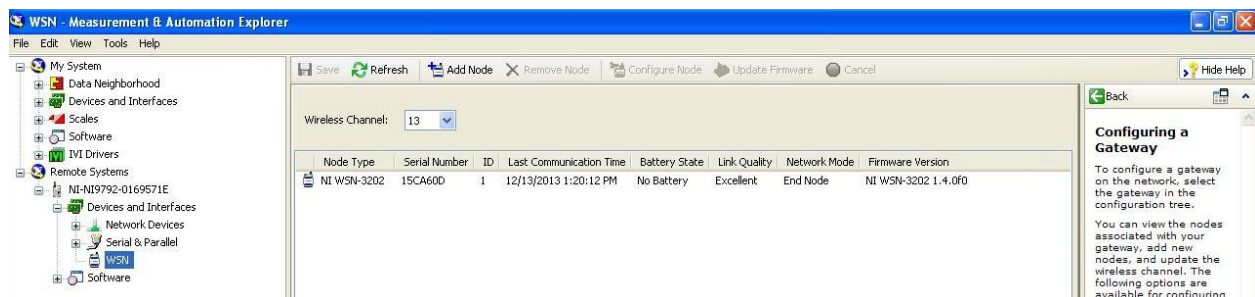 WSN - Measurement & Automation Explorer
File Edit View Tools Help
My System
Data Neighborhood
Devices and Interfaces
Scales
Software
IVI Drivers
Remote Systems
NI-NI9792-0169571E
Devices and Interfaces
Network Devices
Serial & Parallel
WSN
Software
Save Refresh Add Node Remove Node Configure Node Update Firmware Cancel Hide Help
Wireless Channel: 13
Node Type Serial Number ID Last Communication Time Battery State Link Quality Network Mode Firmware Version
NI WSN-3202 15CA60D 1 12/13/2013 1:20:12 PM No Battery Excellent End Node NI WSN-3202 1.4.0f0
Back
Configuring a
Gateway
To configure a gateway
on the network, select
the gateway in the
configuration tree.
You can view the nodes
associated with your
gateway, add new
nodes, and update the
wireless channel. The
following options are
available for configuring